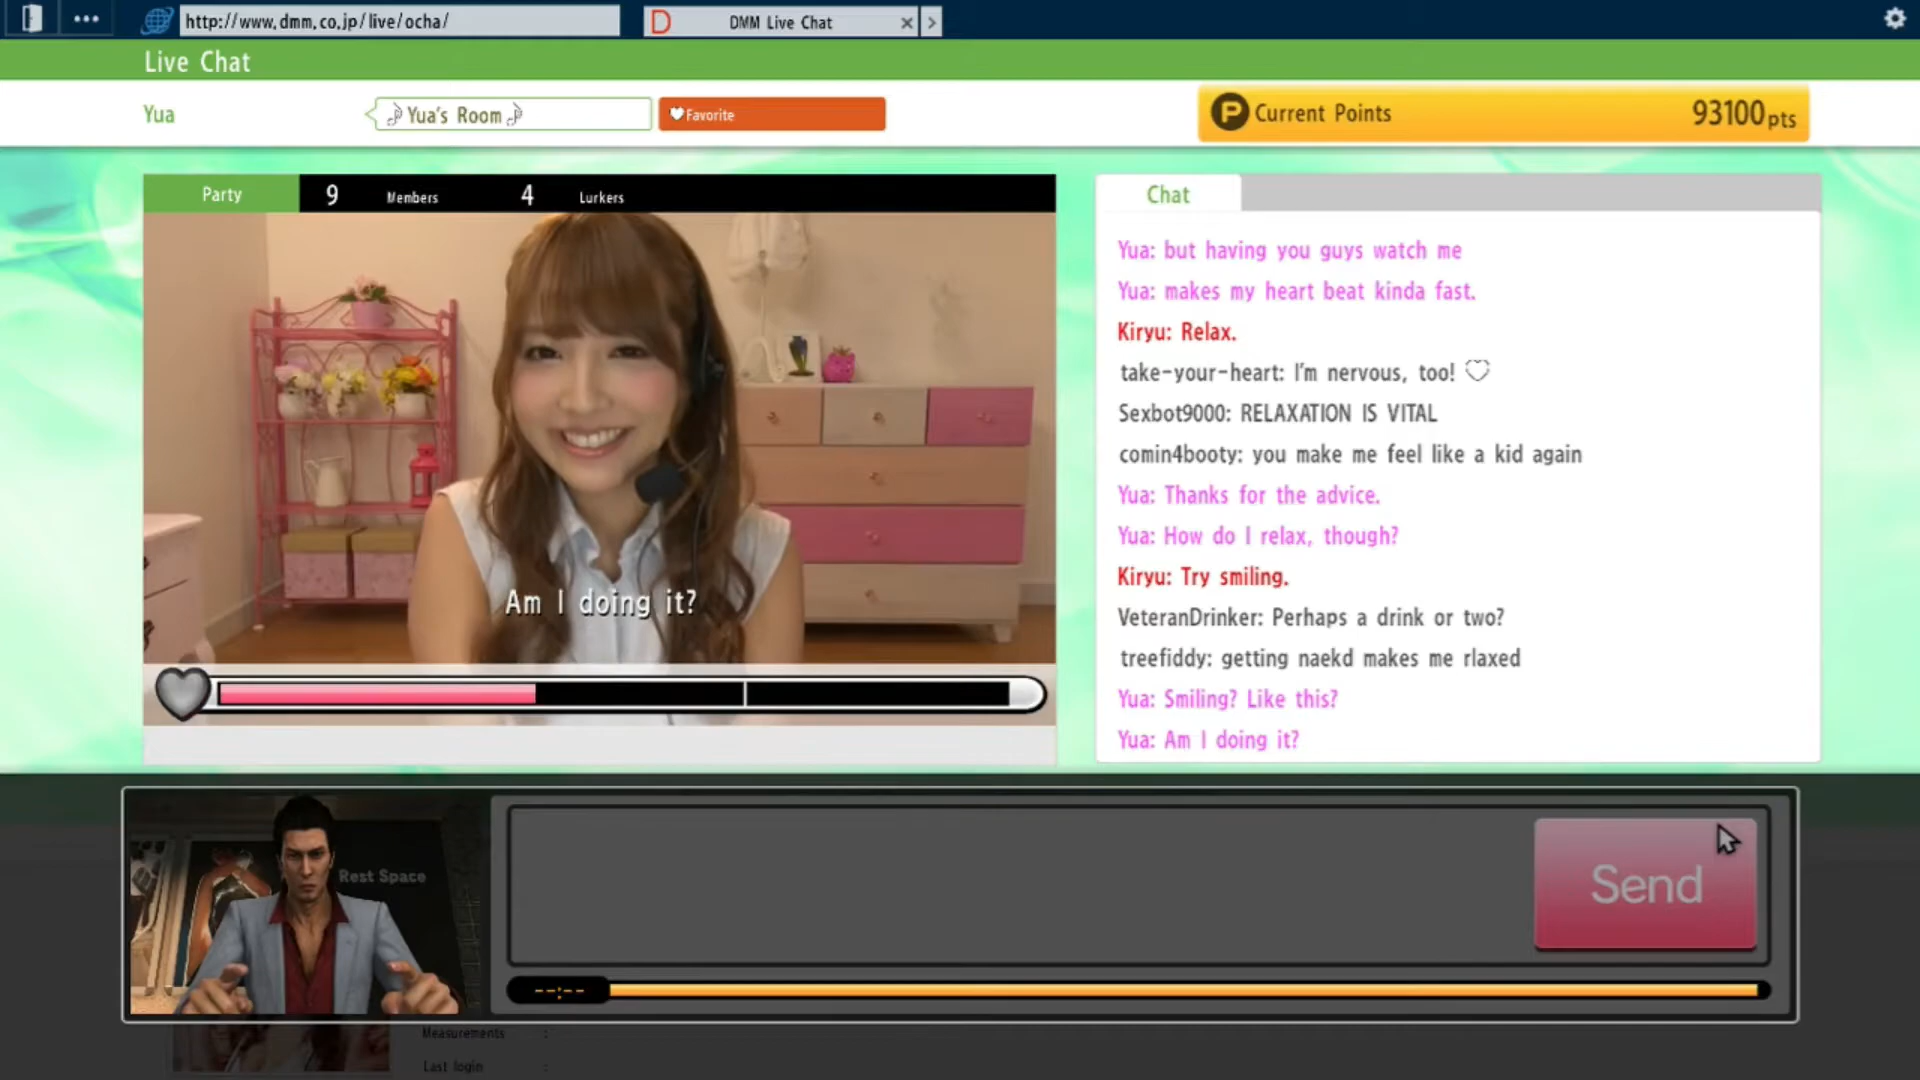 http://www.dmm.co.jp/live/ocha/
D DMM Live Chat
Live Chat
Yua
Yua's Room
Favorite
P Current Points 93100pts
Party 9 Members 4 Lurkers
Am I doing it?
Chat
Yua: but having you guys watch me
Yua: makes my heart beat kinda fast.
Kiryu: Relax.
take-your-heart: I'm nervous, too! ♡
Sexbot9000: RELAXATION IS VITAL
comin4booty: you make me feel like a kid again
Yua: Thanks for the advice.
Yua: How do I relax, though?
Kiryu: Try smiling.
VeteranDrinker: Perhaps a drink or two?
treefiddy: getting naekd makes me rlaxed
Yua: Smiling? Like this?
Yua: Am I doing it?
Rest Space
Send
--:--
Measurements :
Last login :